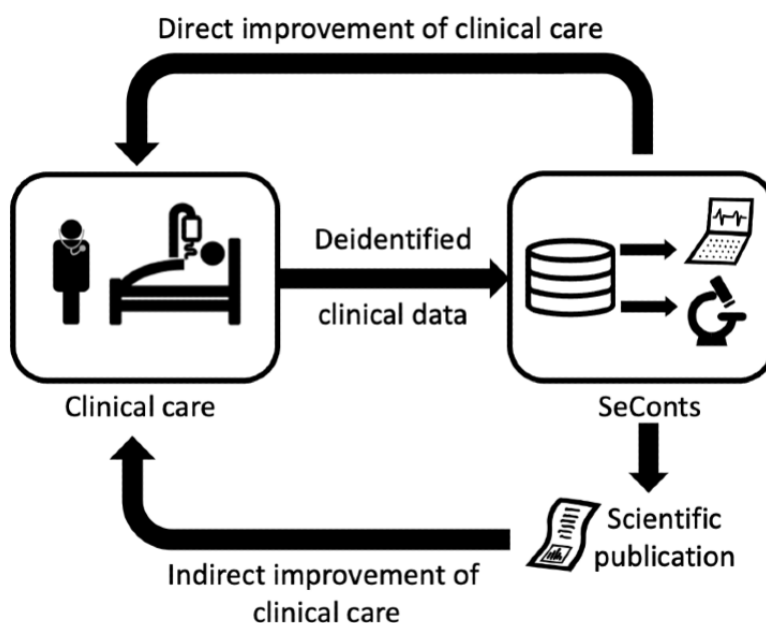 Direct improvement of clinical care
Deidentified
clinical data
Clinical care
SeConts
Scientific
publication
Indirect improvement of
clinical care